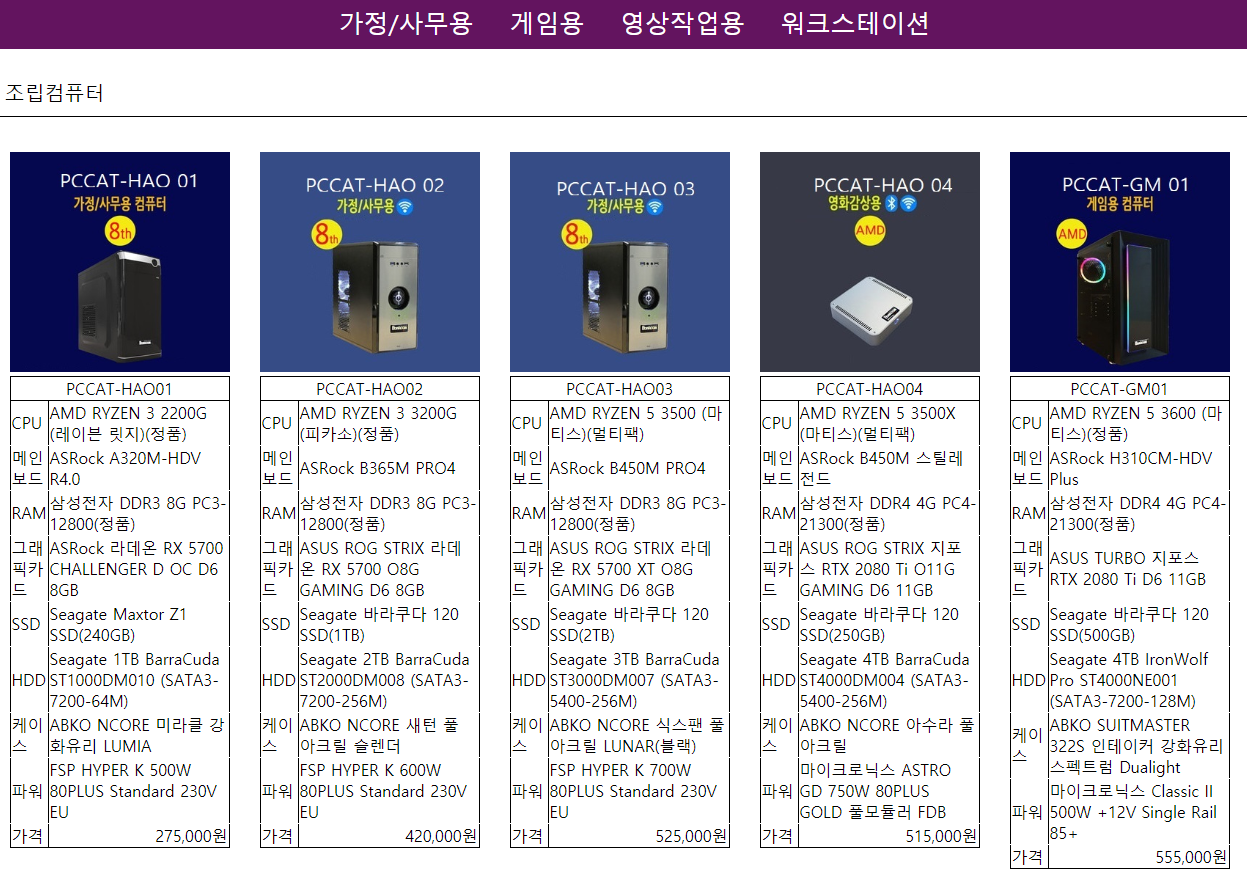 가정/사무용 게임용 영상작업용 워크스테이션
조립컴퓨터
PCCAT-HAO 01
가정/사무용 컴퓨터
8th
PCCAT-HAO01
CPU AMD RYZEN 3 2200G
(레이븐 릿지)(정품)
메인보드 ASRock A320M-HDV
R4.0
RAM 삼성전자 DDR3 8G PC3-
12800(정품)
그래픽카드 ASRock 라데온 RX 5700
CHALLENGER D OC D6
8GB
SSD Seagate Maxtor Z1
SSD(240GB)
HDD Seagate 1TB BarraCuda
ST1000DM010 (SATA3-
7200-64M)
케이스 ABKO NCORE 미라클 강
화유리 LUMIA
파워 FSP HYPER K 500W
80PLUS Standard 230V
EU
가격 275,000원
PCCAT-HAO 02
가정/사무용
8th
PCCAT-HAO02
CPU AMD RYZEN 3 3200G
(피카소)(정품)
메인보드 ASRock B365M PRO4
RAM 삼성전자 DDR3 8G PC3-
12800(정품)
그래픽카드 ASUS ROG STRIX 라데
온 RX 5700 O8G
GAMING D6 8GB
SSD Seagate 바라쿠다 120
SSD(1TB)
HDD Seagate 2TB BarraCuda
ST2000DM008 (SATA3-
7200-256M)
케이스 ABKO NCORE 새턴 풀
아크릴 슬렌더
파워 FSP HYPER K 600W
80PLUS Standard 230V
EU
가격 420,000원
PCCAT-HAO 03
가정/사무용
8th
PCCAT-HAO03
CPU AMD RYZEN 5 3500 (마
티스)(멀티팩)
메인보드 ASRock B450M PRO4
RAM 삼성전자 DDR3 8G PC3-
12800(정품)
그래픽카드 ASUS ROG STRIX 라데
온 RX 5700 XT O8G
GAMING D6 8GB
SSD Seagate 바라쿠다 120
SSD(2TB)
HDD Seagate 3TB BarraCuda
ST3000DM007 (SATA3-
5400-256M)
케이스 ABKO NCORE 식스팬 풀
아크릴 LUNAR(블랙)
파워 FSP HYPER K 700W
80PLUS Standard 230V
EU
가격 525,000원
PCCAT-HAO 04
영화감상용
AMD
PCCAT-HAO04
CPU AMD RYZEN 5 3500X
(마티스)(멀티팩)
메인보드 ASRock B450M 스틸레
전드
RAM 삼성전자 DDR4 4G PC4-
21300(정품)
그래픽카드 ASUS ROG STRIX 지포
스 RTX 2080 Ti O11G
GAMING D6 11GB
SSD Seagate 바라쿠다 120
SSD(250GB)
HDD Seagate 4TB BarraCuda
ST4000DM004 (SATA3-
5400-256M)
케이스 ABKO NCORE 아수라 풀
아크릴
파워 마이크로닉스 ASTRO
GD 750W 80PLUS
GOLD 풀모듈러 FDB
가격 515,000원
PCCAT-GM 01
게임용 컴퓨터
AMD
PCCAT-GM01
CPU AMD RYZEN 5 3600 (마
티스)(정품)
메인보드 ASRock H310CM-HDV
Plus
RAM 삼성전자 DDR4 4G PC4-
21300(정품)
그래픽카드 ASUS TURBO 지포스
RTX 2080 Ti D6 11GB
SSD Seagate 바라쿠다 120
SSD(500GB)
HDD Seagate 4TB IronWolf
Pro ST4000NE001
(SATA3-7200-128M)
케이스 ABKO SUITMASTER
322S 인테이커 강화유리
스펙트럼 Dualight
파워 마이크로닉스 Classic II
500W +12V Single Rail
85+
가격 555,000원